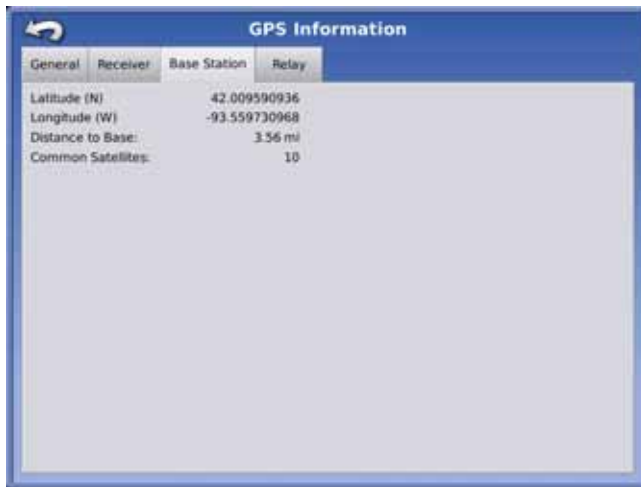 GPS Information
General Receiver Base Station Relay
Latitude (N) 42.009590936
Longitude (W) -93.559730968
Distance to Base: 3.56 mi
Common Satellites: 10